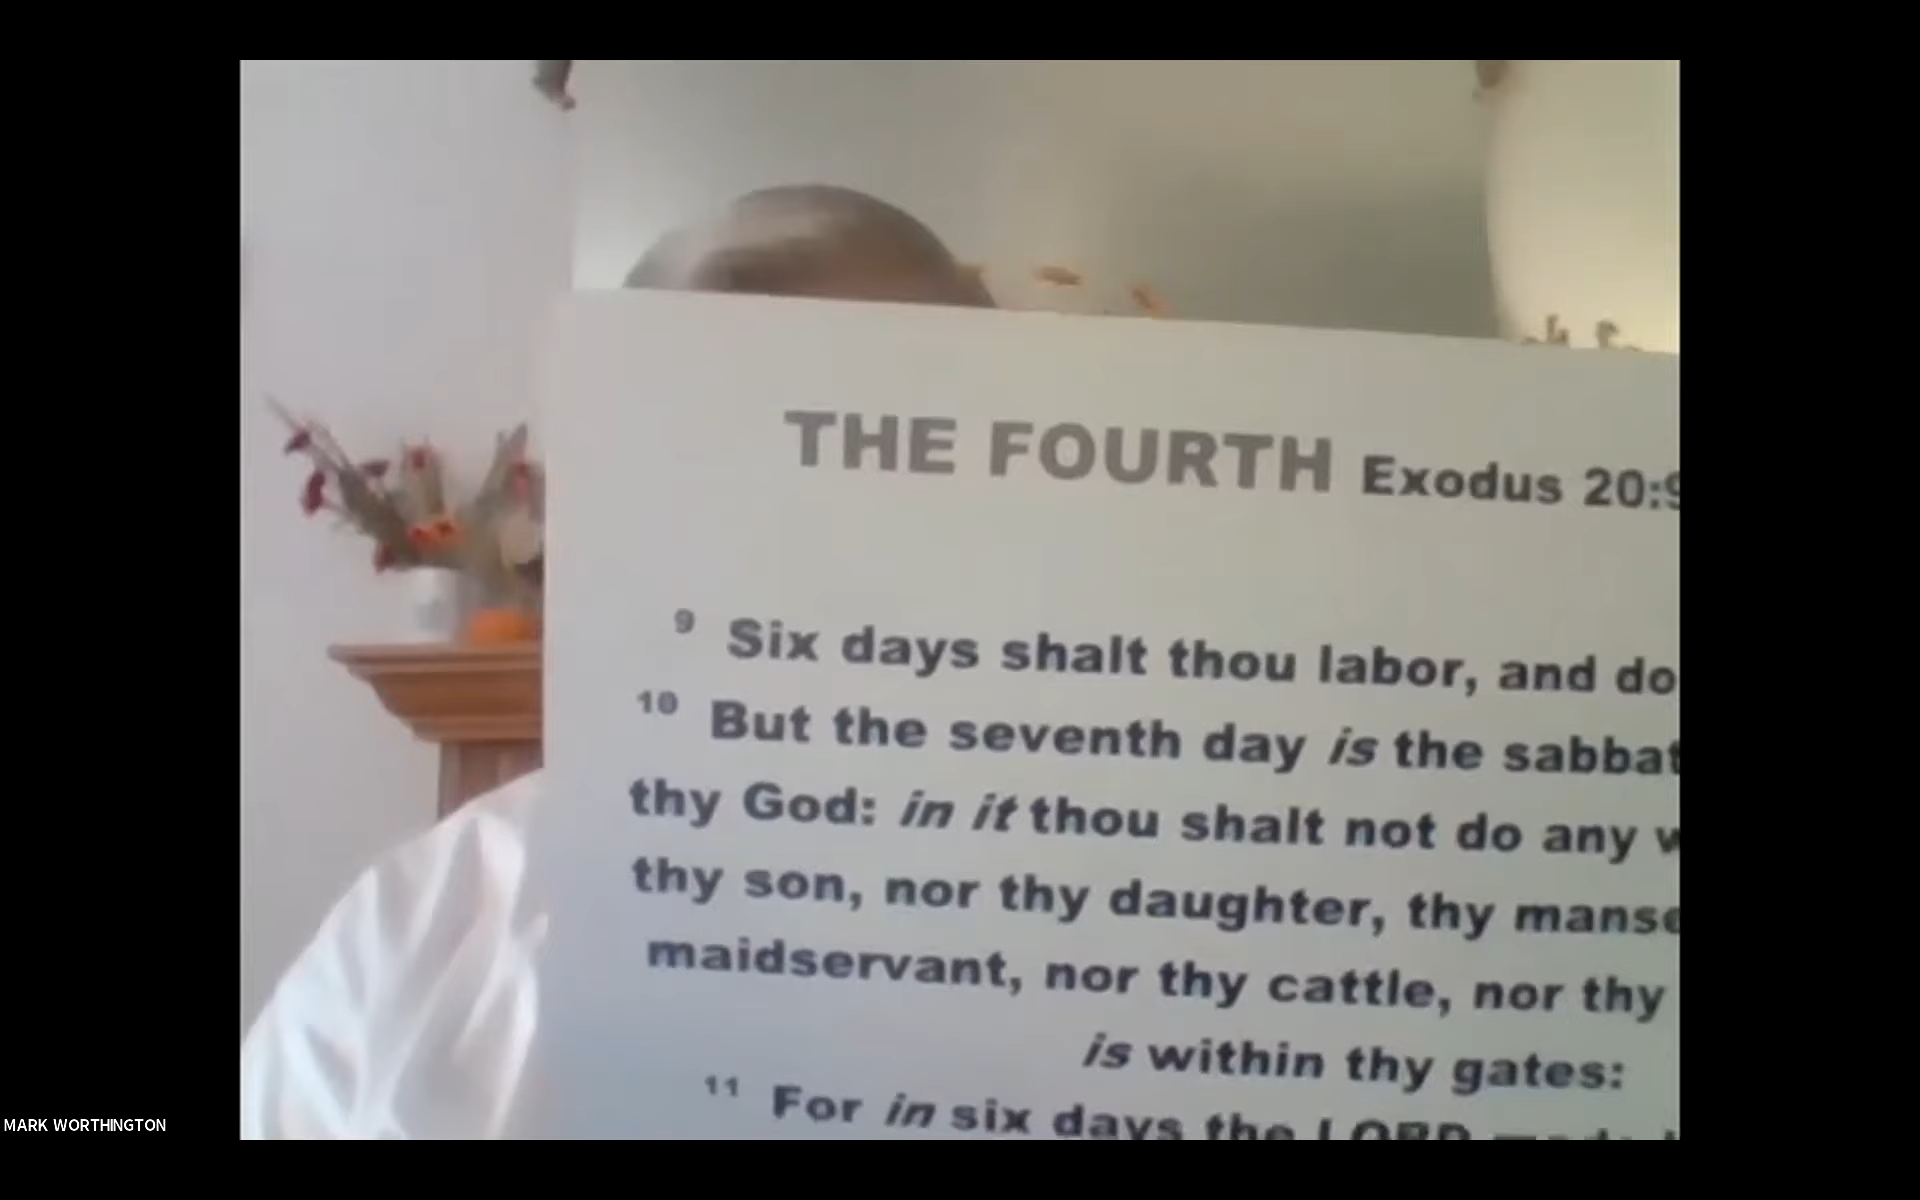 THE FOURTH Exodus 20:9
9 Six days shalt thou labor, and do
10 But the seventh day is the
thy God: in it thou shalt not do any
thy son, nor thy daughter, thy
maidservant, nor thy cattle, nor thy
is within thy gates:
11 For in six days the LORD
MARK WORTHINGTON